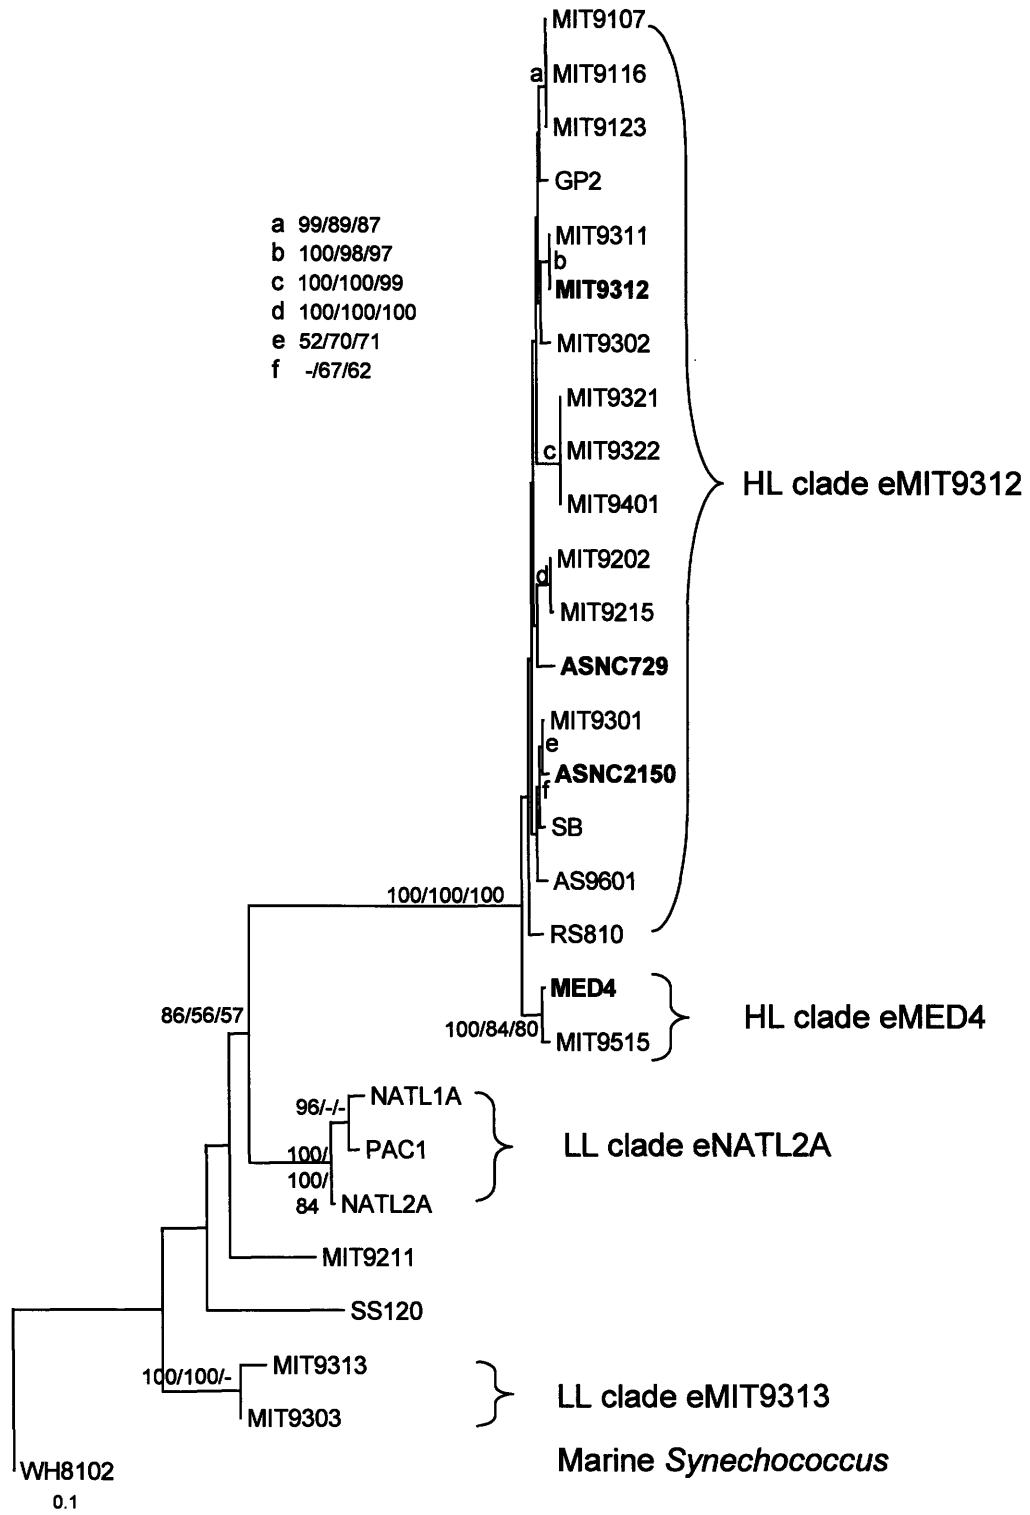 MIT9107
a MIT9116
MIT9123
GP2
a 99/89/87
b 100/98/97
c 100/100/99
d 100/100/100
e 52/70/71
f -/67/62
MIT9311
b
MIT9312
MIT9302
MIT9321
c MIT9322
MIT9401
HL clade eMIT9312
MIT9202
d
MIT9215
ASNC729
MIT9301
e
ASNC2150
f
SB
AS9601
100/100/100
RS810
MED4
86/56/57
100/84/80
MIT9515
HL clade eMED4
NATL1A
96/-/-
PAC1
100/
100/
84
NATL2A
LL clade eNATL2A
MIT9211
SS120
MIT9313
100/100/-
MIT9303
LL clade eMIT9313
WH8102
Marine Synechococcus
0.1